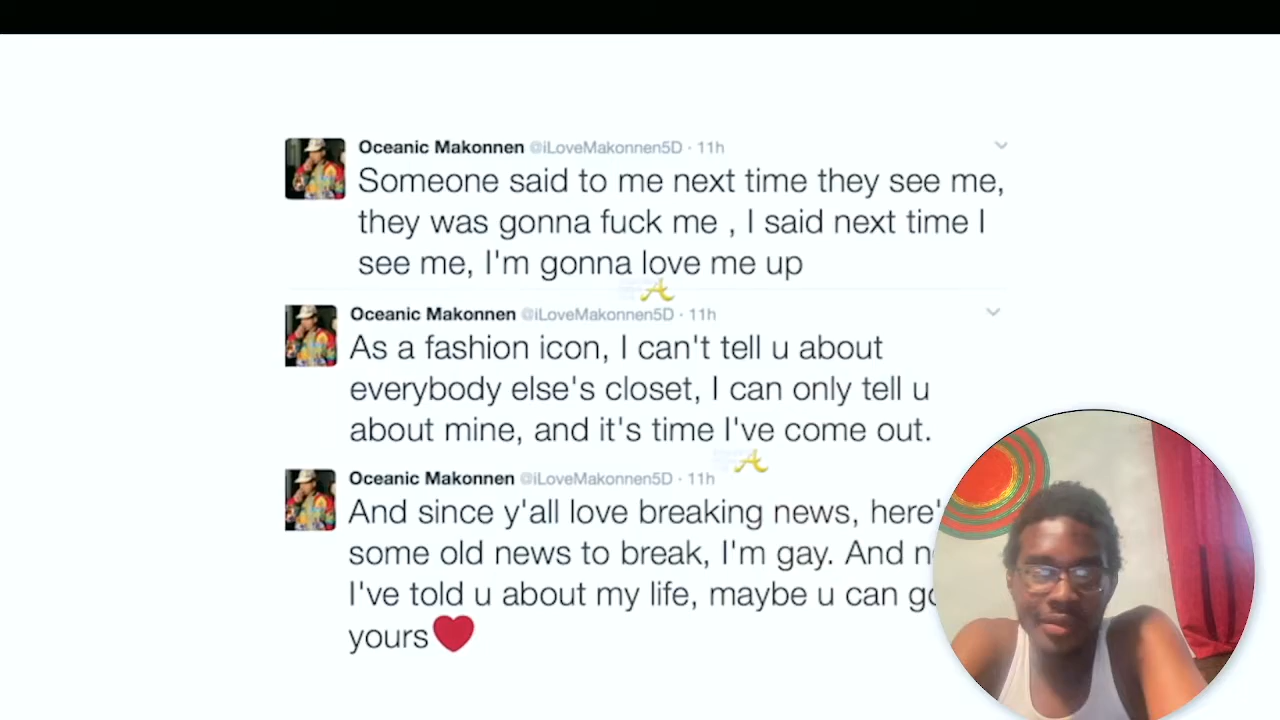 Oceanic Makonnen @iLoveMakonnen5D · 11h
Someone said to me next time they see me,
they was gonna fuck me , I said next time I
see me, I'm gonna love me up
Oceanic Makonnen @iLoveMakonnen5D · 11h
As a fashion icon, I can't tell u about
everybody else's closet, I can only tell u
about mine, and it's time I've come out.
Oceanic Makonnen @iLoveMakonnen5D · 11h
And since y'all love breaking news, here'
some old news to break, I'm gay. And
I've told u about my life, maybe u can
yours❤️